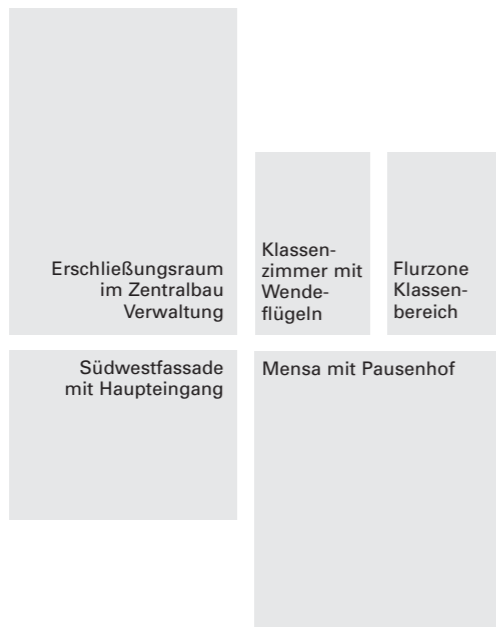 Erschließungsraum
im Zentralbau
Verwaltung
Klassen-
zimmer mit
Wende-
flügeln
Flurzone
Klassen-
bereich
Südwestfassade
mit Haupteingang
Mensa mit Pausenhof